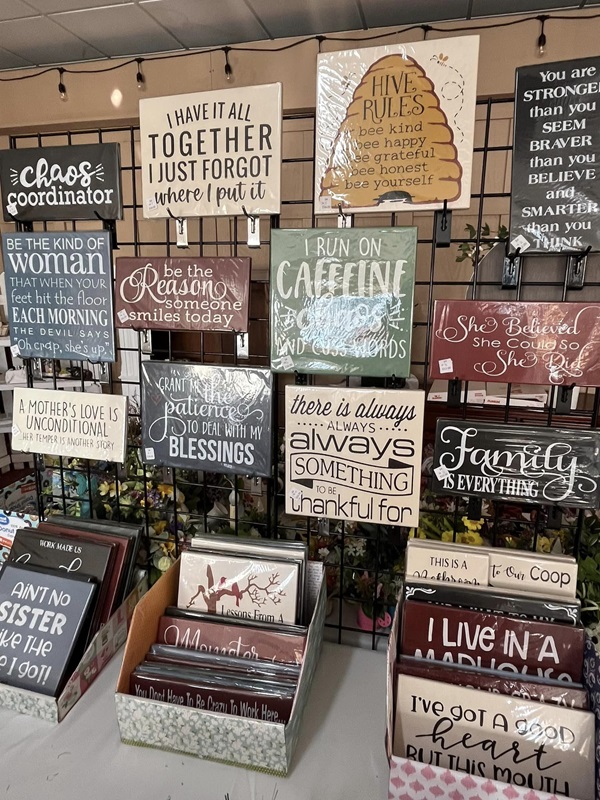 chaos
coordinator
I HAVE IT ALL
TOGETHER
I JUST FORGOT
where I put it
HIVE
RULES
bee kind
bee happy
bee grateful
bee honest
bee yourself
You are
STRONGER
than you
SEEM
BRAVER
than you
BELIEVE
and
SMARTER
than you
THINK
BE THE KIND OF
woman
THAT WHEN YOUR
feet hit the floor
EACH MORNING
THE DEVIL SAYS
"oh crap, she's up."
be the
Reason
someone
smiles today
I RUN ON
CAFFEINE
chaos
AND CUSS WORDS
She Believed
She Could So
She Did
A MOTHER'S LOVE IS
UNCONDITIONAL
HER TEMPER IS ANOTHER STORY
GRANT ME the
patience
TO DEAL WITH MY
BLESSINGS
there is always
ALWAYS
always
SOMETHING
TO BE
thankful for
Family
IS EVERYTHING
WORK MADE US
AIN'T NO
SISTER
LIKE THE
I GOT!
Lessons From A
You Dont Have To Be Crazy To Work Here...
THIS IS A
to Our Coop
I LIVE IN A
MADHOUSE
I'VE GOT A GOOD
heart
BUT THIS MOUTH